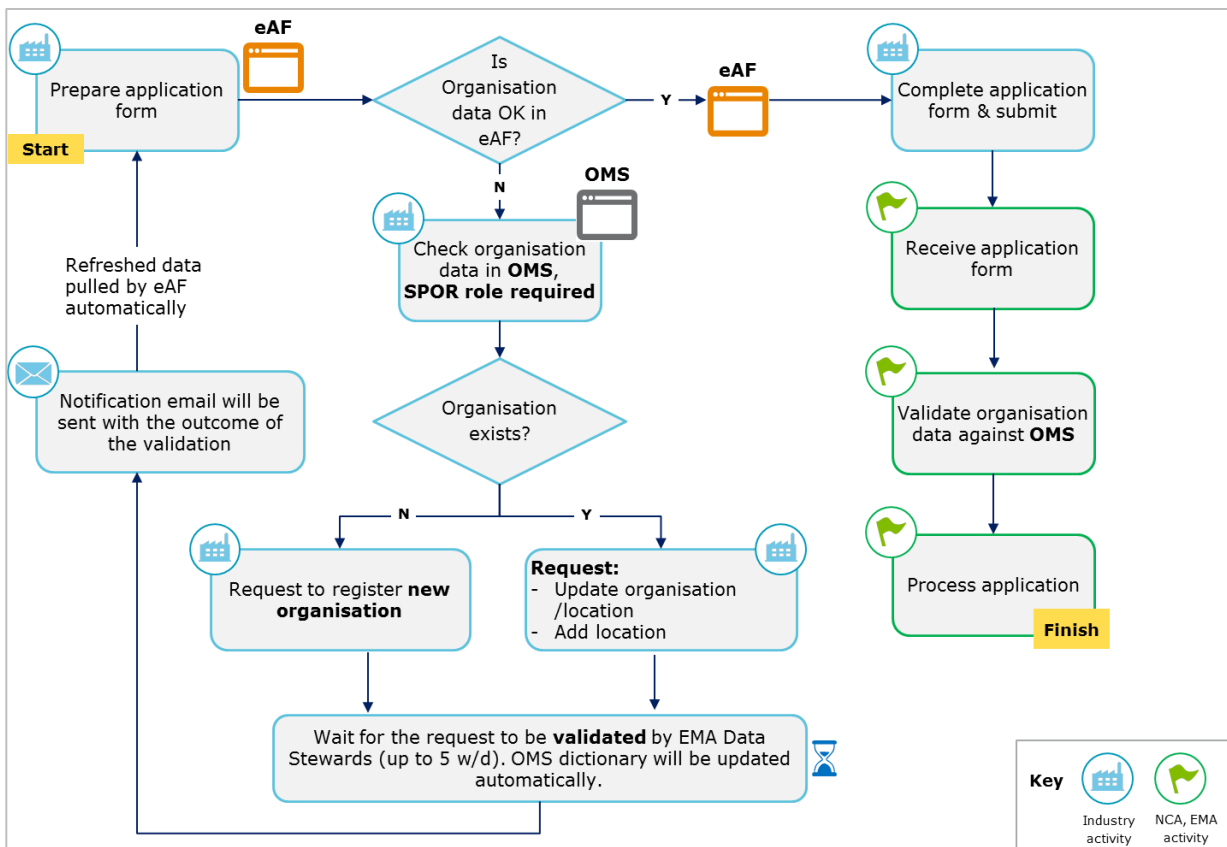 eAF
Prepare application
form
Start
Is
Organisation
data OK in
eAF?
Y
eAF
Complete application
form & submit
N
OMS
Check organisation
data in OMS,
SPOR role required
Receive application
form
Refreshed data
pulled by eAF
automatically
Notification email will be
sent with the outcome of
the validation
Organisation
exists?
Validate organisation
data against OMS
N
Y
Request to register new
organisation
Request:
- Update organisation
/location
- Add location
Process application
Finish
Wait for the request to be validated by EMA Data
Stewards (up to 5 w/d). OMS dictionary will be updated
automatically.
Key
Industry
activity
NCA, EMA
activity